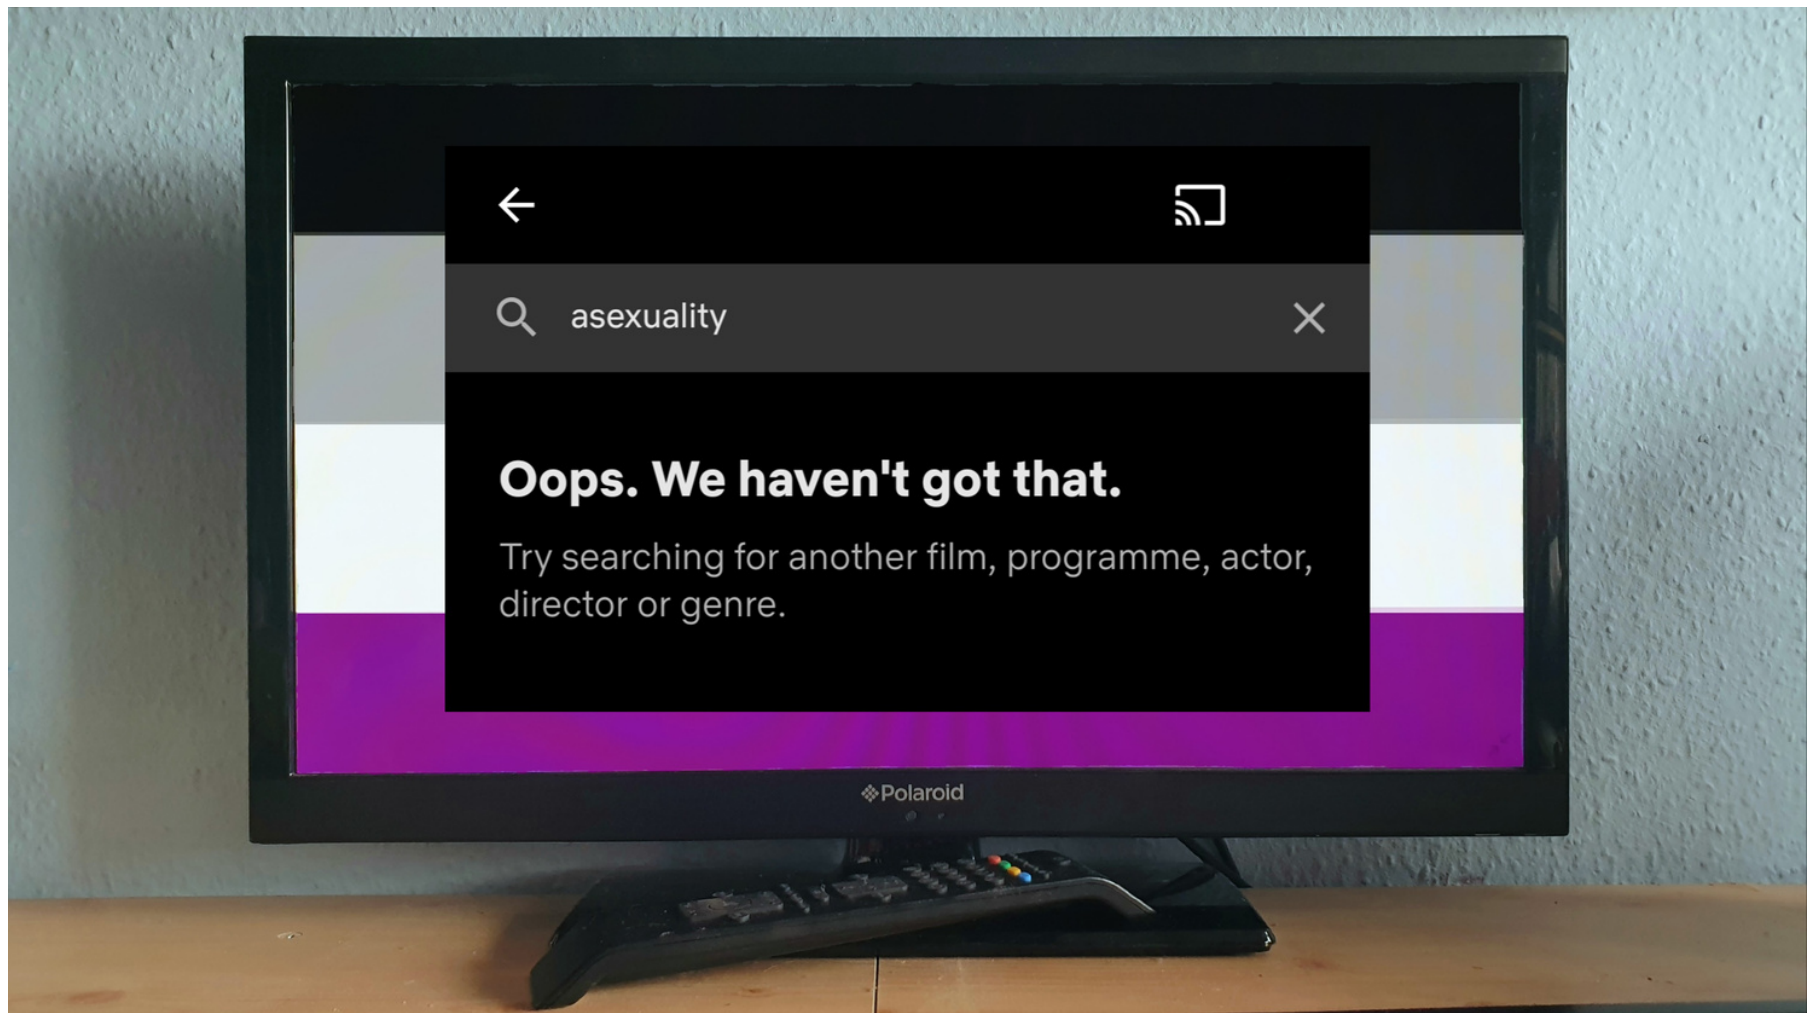 asexuality
Oops. We haven't got that.
Try searching for another film, programme, actor,
director or genre.
Polaroid